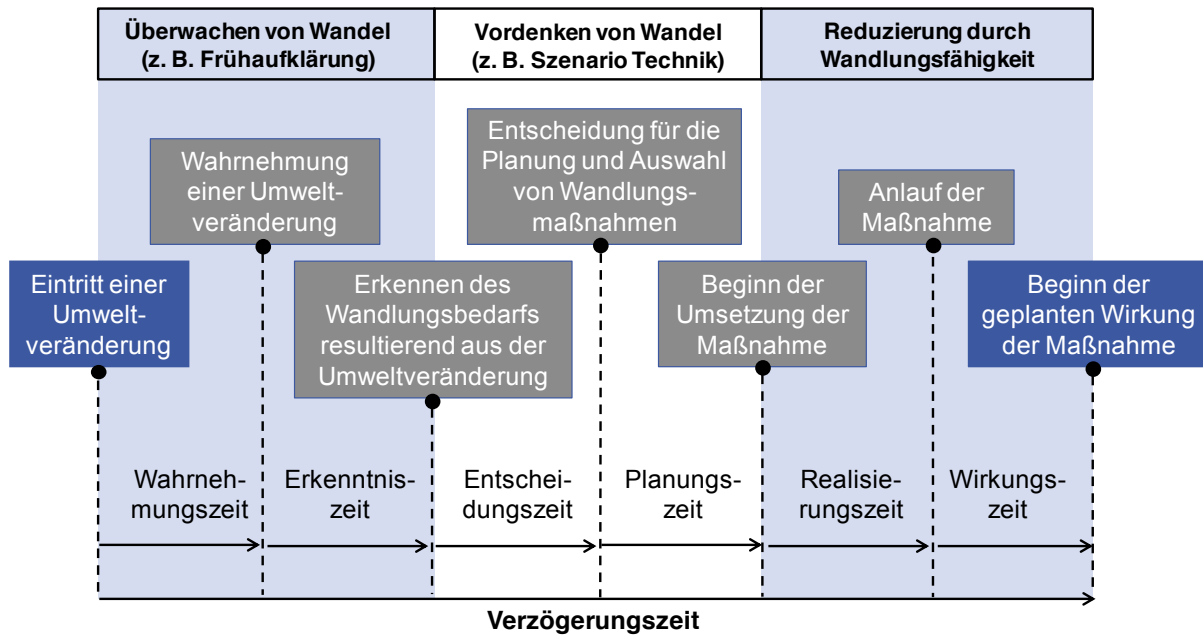 Überwachen von Wandel
(z. B. Frühaufklärung)
Vordenken von Wandel
(z. B. Szenario Technik)
Reduzierung durch
Wandlungsfähigkeit
Wahrnehmung
einer Umwelt-
veränderung
Entscheidung für die
Planung und Auswahl
von Wandlungs-
maßnahmen
Anlauf der
Maßnahme
Eintritt einer
Umwelt-
veränderung
Erkennen des
Wandlungsbedarfs
resultierend aus der
Umweltveränderung
Beginn der
Umsetzung der
Maßnahme
Beginn der
geplanten Wirkung
der Maßnahme
Wahrneh-
mungszeit
Erkenntnis-
zeit
Entschei-
dungszeit
Planungs-
zeit
Realisie-
rungszeit
Wirkungs-
zeit
Verzögerungszeit